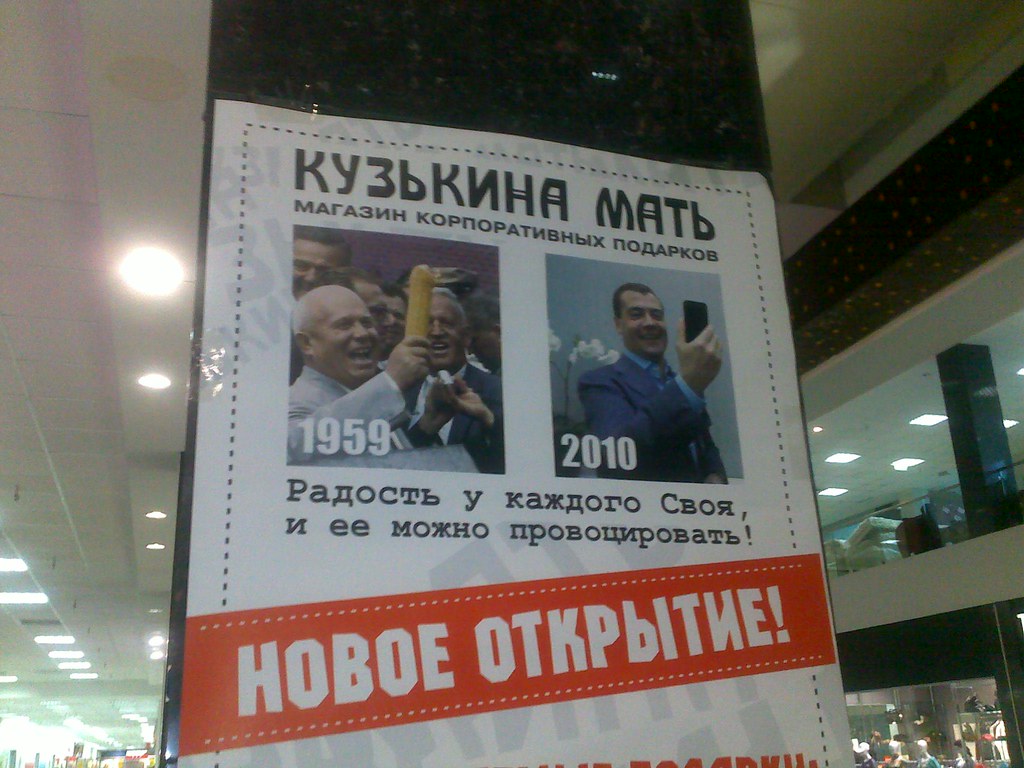 КУЗЬКИНА МАТЬ
МАГАЗИН КОРПОРАТИВНЫХ ПОДАРКОВ
1959
2010
Радость у каждого Своя,
и ее можно провоцировать!
НОВОЕ ОТКРЫТИЕ!